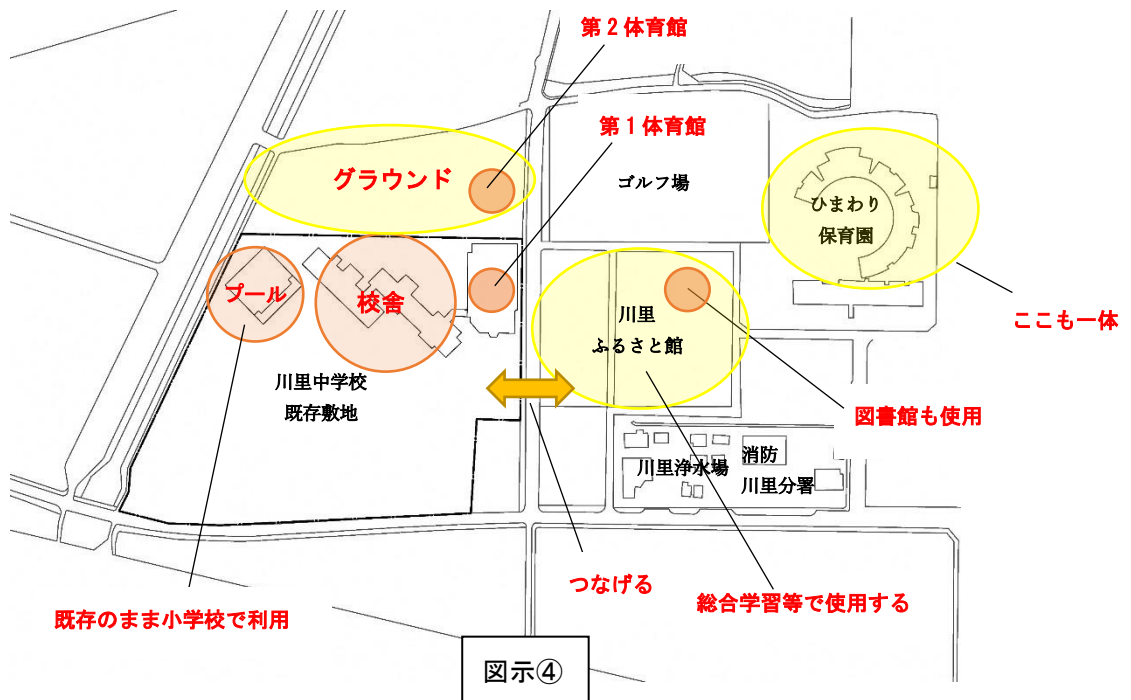 第2体育館
第1体育館
グラウンド
ゴルフ場
ひまわり
保育園
プール
校舎
川里
ふるさと館
ここも一体
川里中学校
既存敷地
図書館も使用
消防
川里浄水場
川里分署
つなげる
総合学習等で使用する
既存のまま小学校で利用
図示④